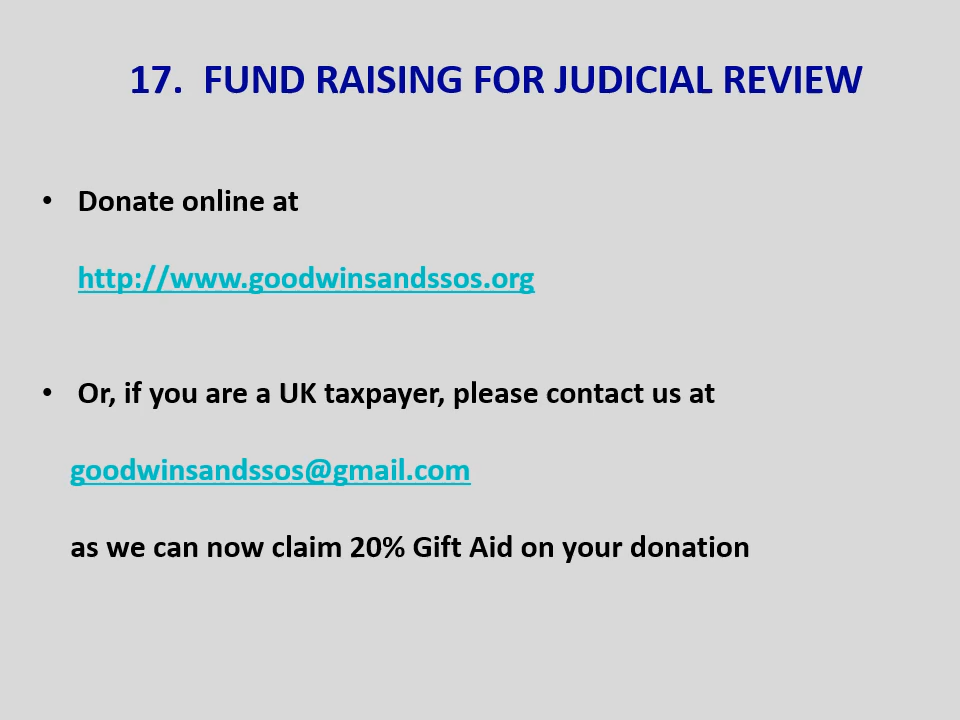 17. FUND RAISING FOR JUDICIAL REVIEW
• Donate online at
http://www.goodwinsandssos.org
• Or, if you are a UK taxpayer, please contact us at
goodwinsandssos@gmail.com
as we can now claim 20% Gift Aid on your donation